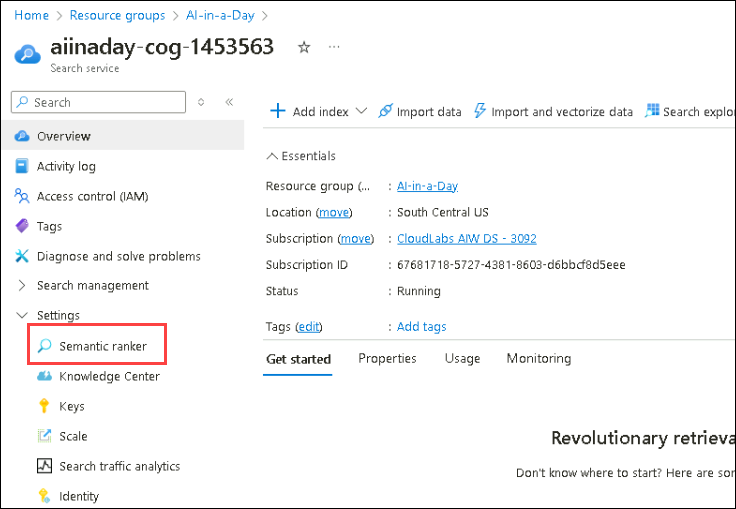 Home > Resource groups > AI-in-a-Day >
aiinaday-cog-1453563
Search service
Search
Overview
Activity log
Access control (IAM)
Tags
Diagnose and solve problems
Search management
Settings
Semantic ranker
Knowledge Center
Keys
Scale
Search traffic analytics
Identity
Add index Import data Import and vectorize data Search explo
Essentials
Resource group (... : AI-in-a-Day
Location (move) : South Central US
Subscription (move) : CloudLabs AIW DS - 3092
Subscription ID : 67681718-5727-4381-8603-d6bbcf8d5eee
Status : Running
Tags (edit) : Add tags
Get started Properties Usage Monitoring
Revolutionary retrieva
Don't know where to start? Here are som